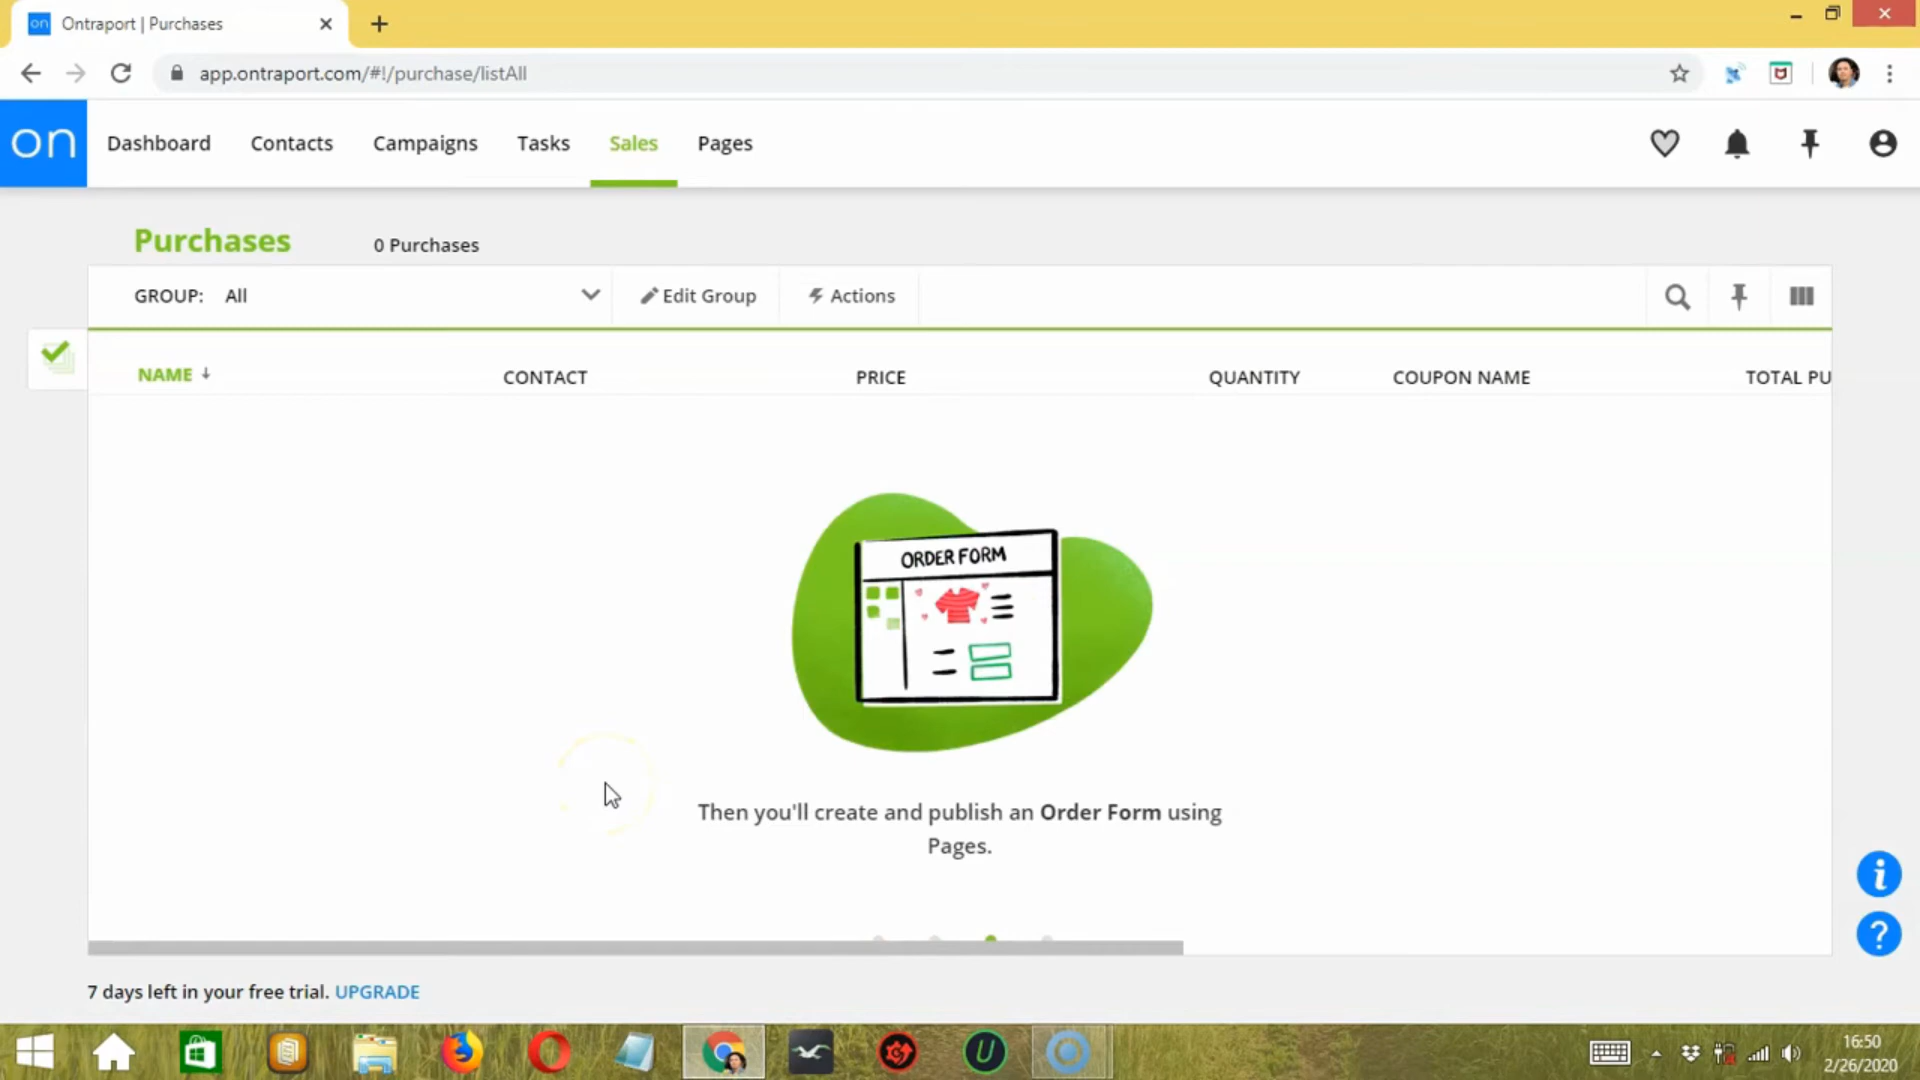 on Ontraport | Purchases
app.ontraport.com/#!/purchase/listAll
on Dashboard Contacts Campaigns Tasks Sales Pages
Purchases 0 Purchases
GROUP: All Edit Group Actions
NAME CONTACT PRICE QUANTITY COUPON NAME TOTAL PU
ORDER FORM
Then you'll create and publish an Order Form using
Pages.
7 days left in your free trial. UPGRADE
16:50
2/26/2020